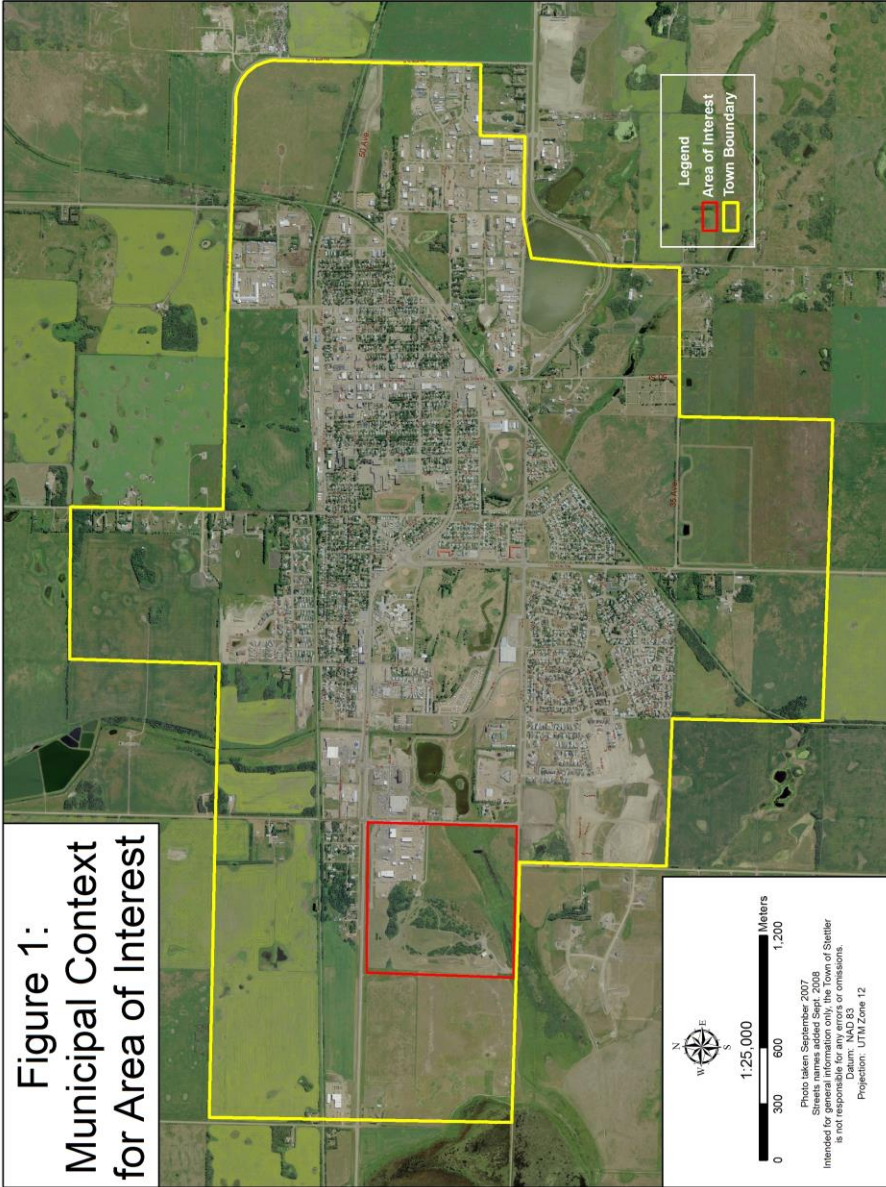 Figure 1:
Municipal Context
for Area of Interest
50 Ave
Legend
Area of Interest
Town Boundary
N
W E
S
1:25,000
0 300 600 1,200
Meters
Photo taken September 2007
Streets names added Sept. 2008
Intended for general information only, the Town of Stettler
is not responsible for any errors or omissions.
Datum: NAD 83
Projection: UTM Zone 12